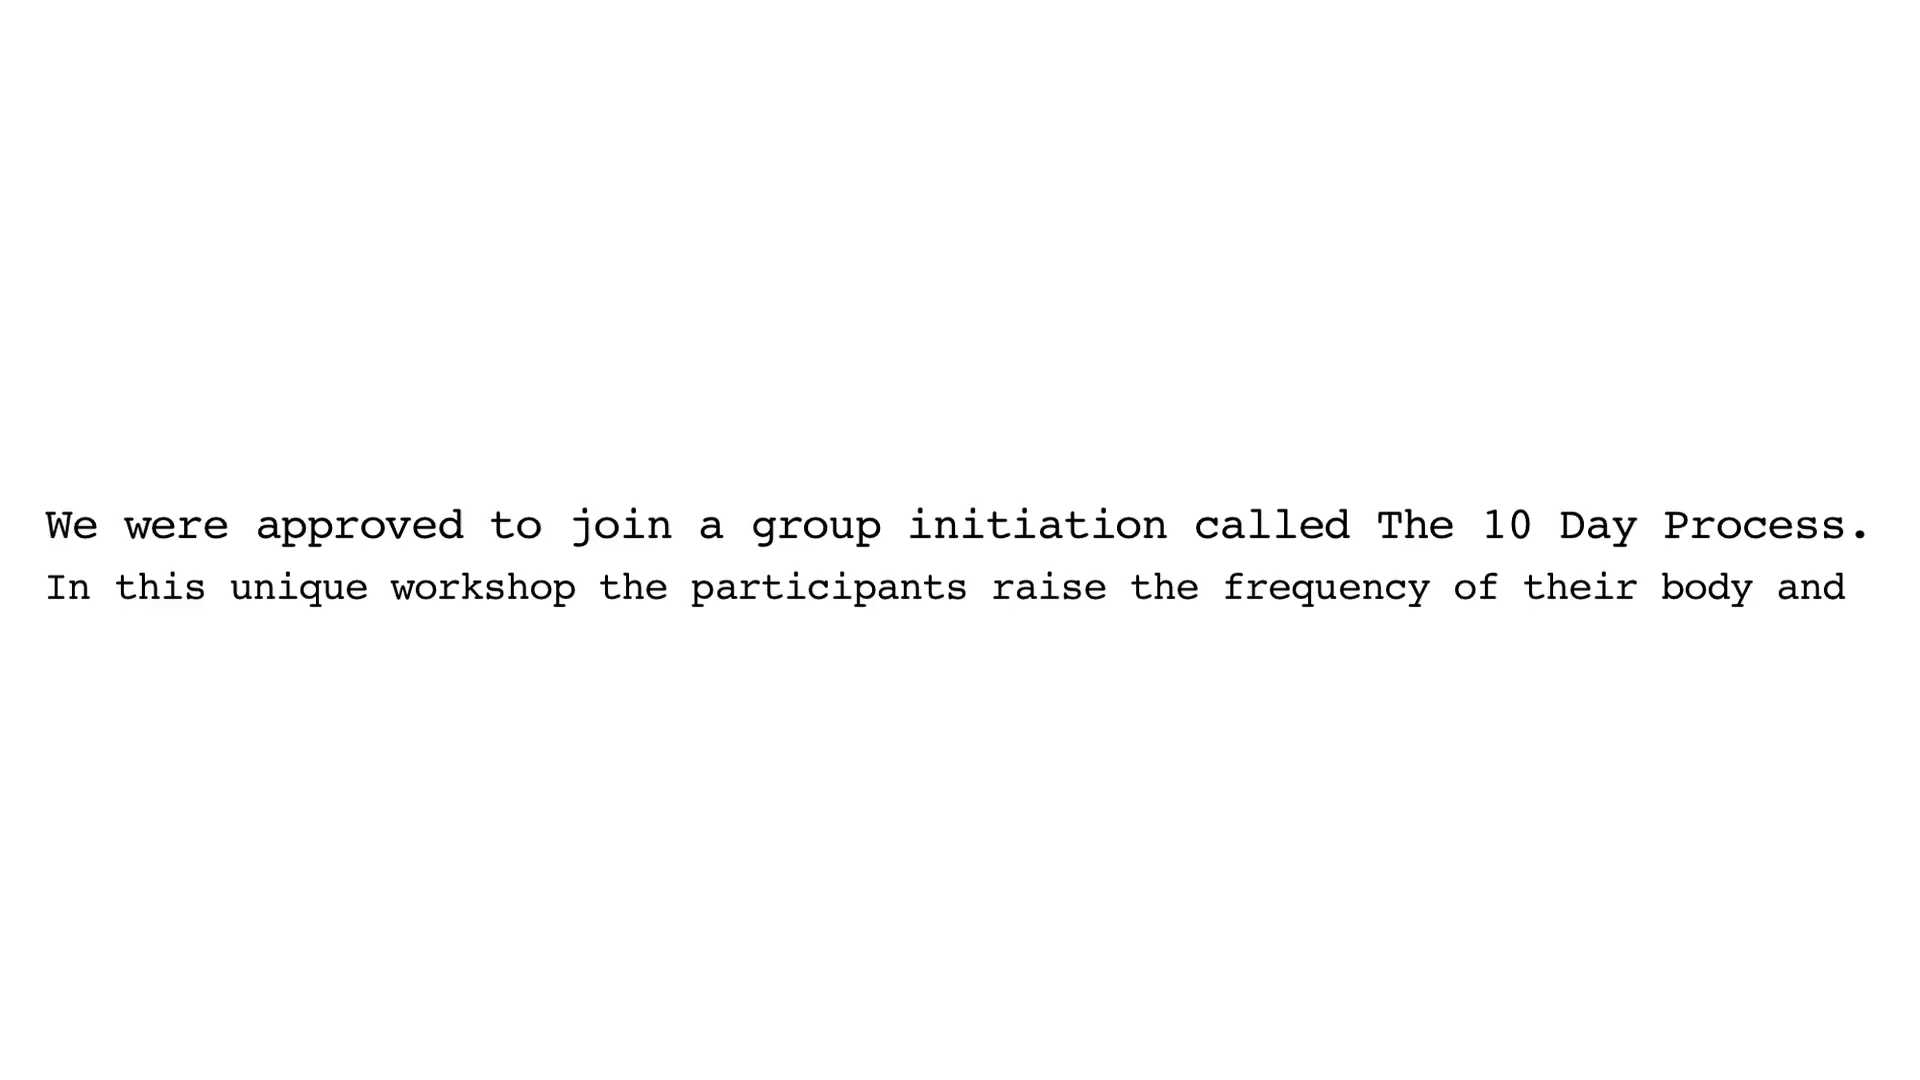 We were approved to join a group initiation called The 10 Day Process.
In this unique workshop the participants raise the frequency of their body and